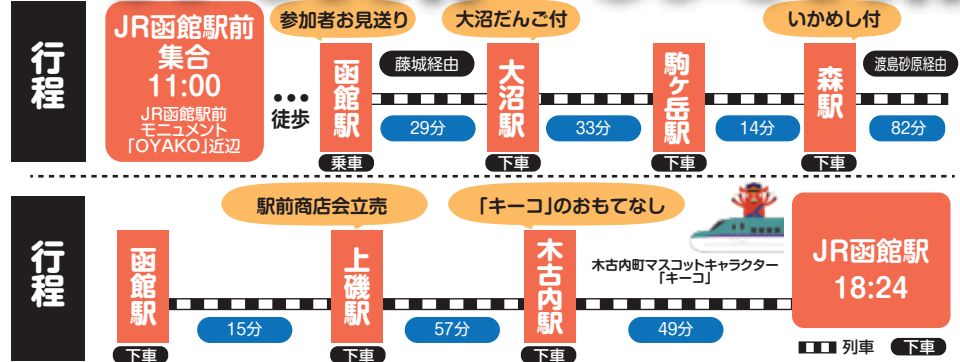 行程
JR函館駅前
集合
11:00
JR函館駅前
モニュメント
「OYAKO」近辺
徒歩
参加者お見送り
函館駅
乗車
藤城経由
29分
大沼だんご付
大沼駅
下車
33分
駒ケ岳駅
下車
14分
いかめし付
森駅
下車
渡島砂原経由
82分
行程
函館駅
下車
15分
駅前商店会立売
上磯駅
下車
57分
「キーコ」のおもてなし
木古内駅
下車
木古内町マスコットキャラクター
「キーコ」
49分
JR函館駅
18:24
列車
下車